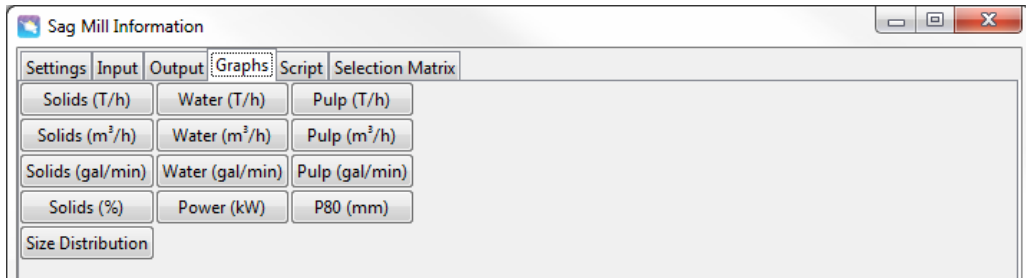 Sag Mill Information
Settings Input Output Graphs Script Selection Matrix
Solids (T/h) Water (T/h) Pulp (T/h)
Solids (m³/h) Water (m³/h) Pulp (m³/h)
Solids (gal/min) Water (gal/min) Pulp (gal/min)
Solids (%) Power (kW) P80 (mm)
Size Distribution